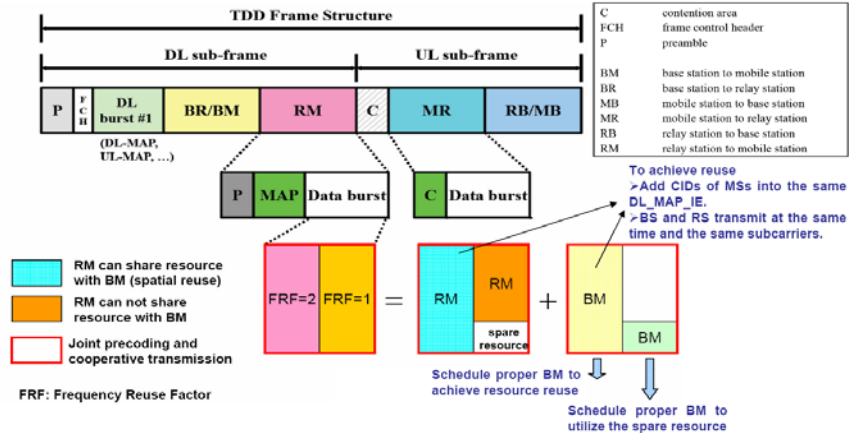 TDD Frame Structure
DL sub-frame
UL sub-frame
P
F
C
H
DL
burst #1
BR/BM
RM
C
MR
RB/MB
(DL-MAP,
UL-MAP, ...)
C contention area
FCH frame control header
P preamble
BM base station to mobile station
BR base station to relay station
MB mobile station to base station
MR mobile station to relay station
RB relay station to base station
RM relay station to mobile station
P
MAP
Data burst
C
Data burst
To achieve reuse
➢Add CIDs of MSs into the same
DL_MAP_IE.
➢BS and RS transmit at the same
time and the same subcarriers.
RM can share resource
with BM (spatial reuse)
RM can not share
resource with BM
Joint precoding and
cooperative transmission
FRF: Frequency Reuse Factor
FRF=2
FRF=1
=
RM
RM
spare
resource
+
BM
BM
Schedule proper BM to
achieve resource reuse
Schedule proper BM to
utilize the spare resource